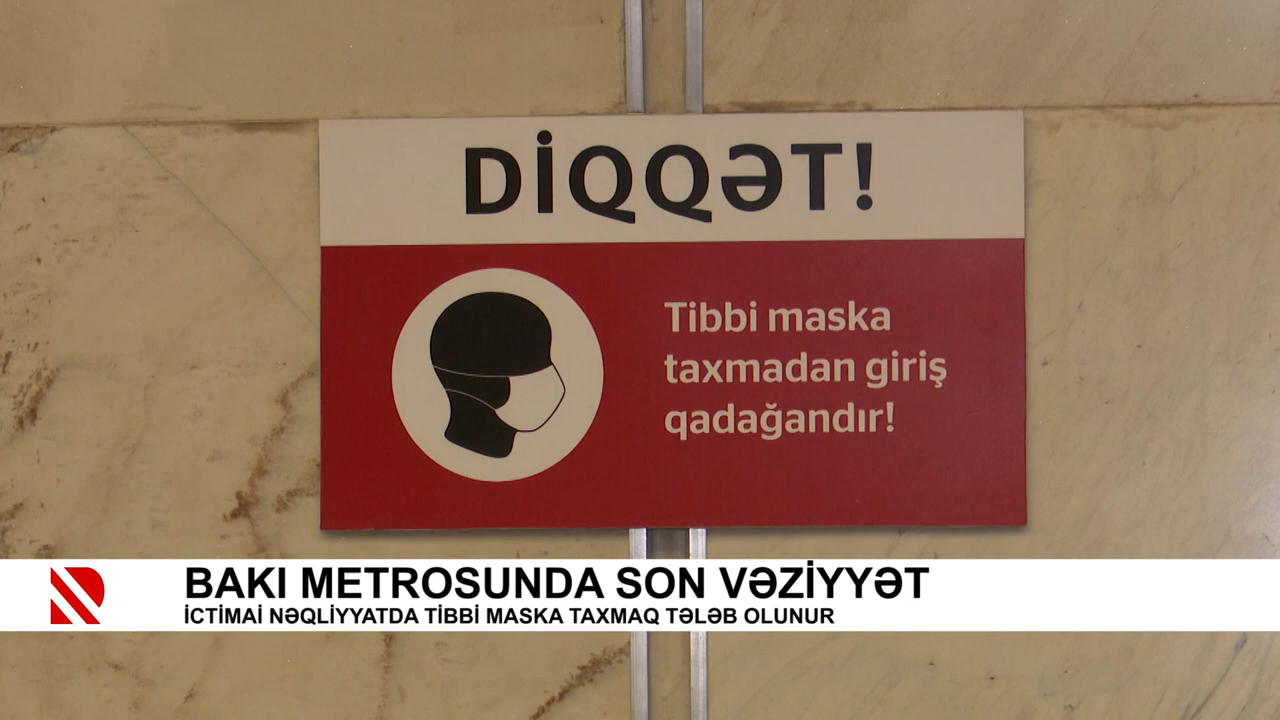 DİQQƏT!
Tibbi maska
taxmadan giriş
qadağandır!
BAKI METROSUNDA SON VƏZİYYƏT
İCTİMAİ NƏQLİYYATDA TİBBİ MASKA TAXMAQ TƏLƏB OLUNUR